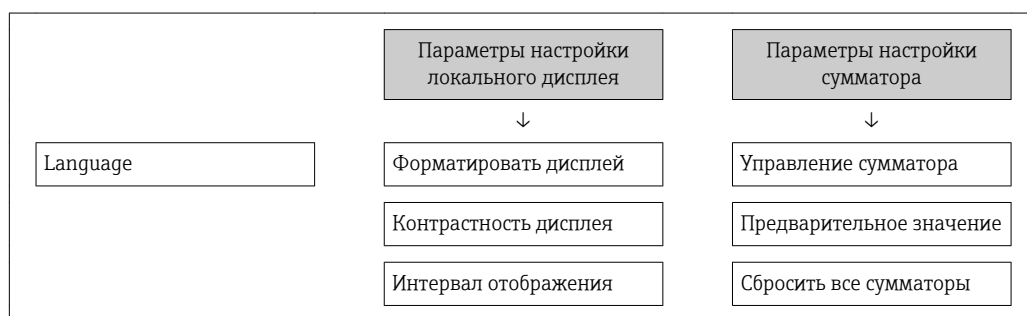 Параметры настройки
локального дисплея
Параметры настройки
сумматора
↓
↓
Language
Форматировать дисплей
Управление сумматора
Контрастность дисплея
Предварительное значение
Интервал отображения
Сбросить все сумматоры